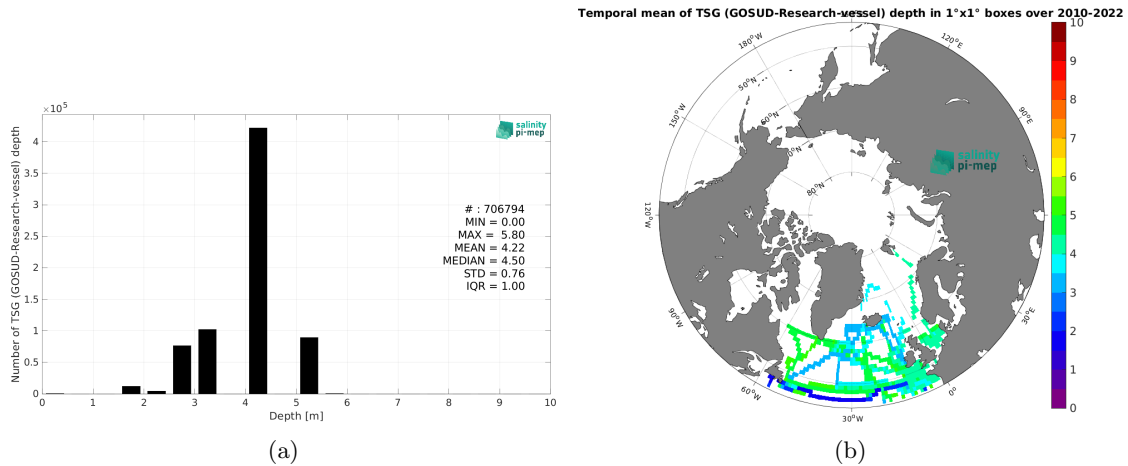 Temporal mean of TSG (GOSUD-Research-vessel) depth in 1°x1° boxes over 2010-2022
×10⁵
Number of TSG (GOSUD-Research-vessel) depth
4
3.5
3
2.5
2
1.5
1
0.5
0
0 1 2 3 4 5 6 7 8 9 10
Depth [m]
salinity
pi-mep
# : 706794
MIN = 0.00
MAX = 5.80
MEAN = 4.22
MEDIAN = 4.50
STD = 0.76
IQR = 1.00
(a)
180°W
150°W
120°W
90°W
60°W
30°W
0°
30°E
90°E
120°E
50°N
60°N
80°N
salinity
pi-mep
10
9
8
7
6
5
4
3
2
1
0
(b)